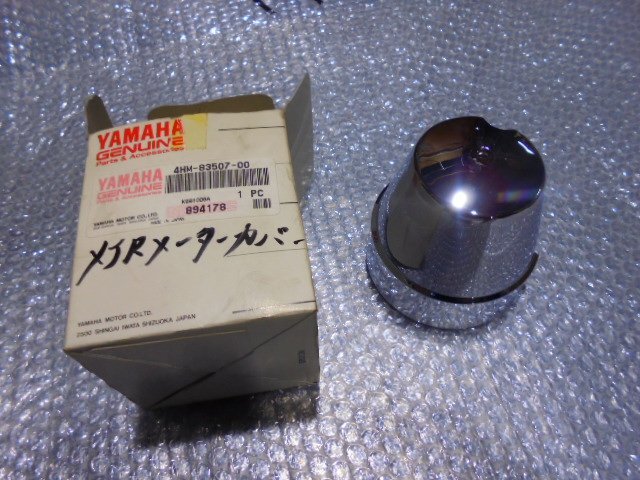 YAMAHA
GENUINE
Parts & Accessories
YAMAHA
GENUINE
4HM-83507-00
1 PC
894178
YAMAHA MOTOR CO.,LTD.
XJRメーターカバー
YAMAHA MOTOR CO.LTD.
2500 SHINGAI IWATA SHIZUOKA JAPAN